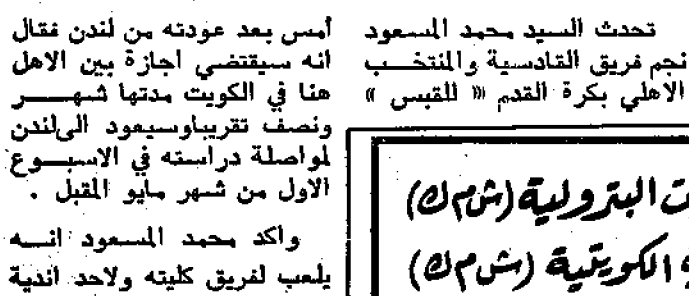 تحدث السيد محمد المسعود
نجم فريق القادسية والمنتخب
الاهلي بكرة القدم « للقبس »
أمس بعد عودته من لندن فقال
انه سيقتضي اجازة بين الاهل
هنا في الكويت مدتها شهر
ونصف تقريباوسيعود الىلندن
لمواصلة دراسته في الاسبوع
الاول من شهر مايو المقبل .
واكد محمد المسعود انه
يلعب لفريق كليته ولاحد اندية
البترولية (ش م ك)
الكويتية (ش م ك)